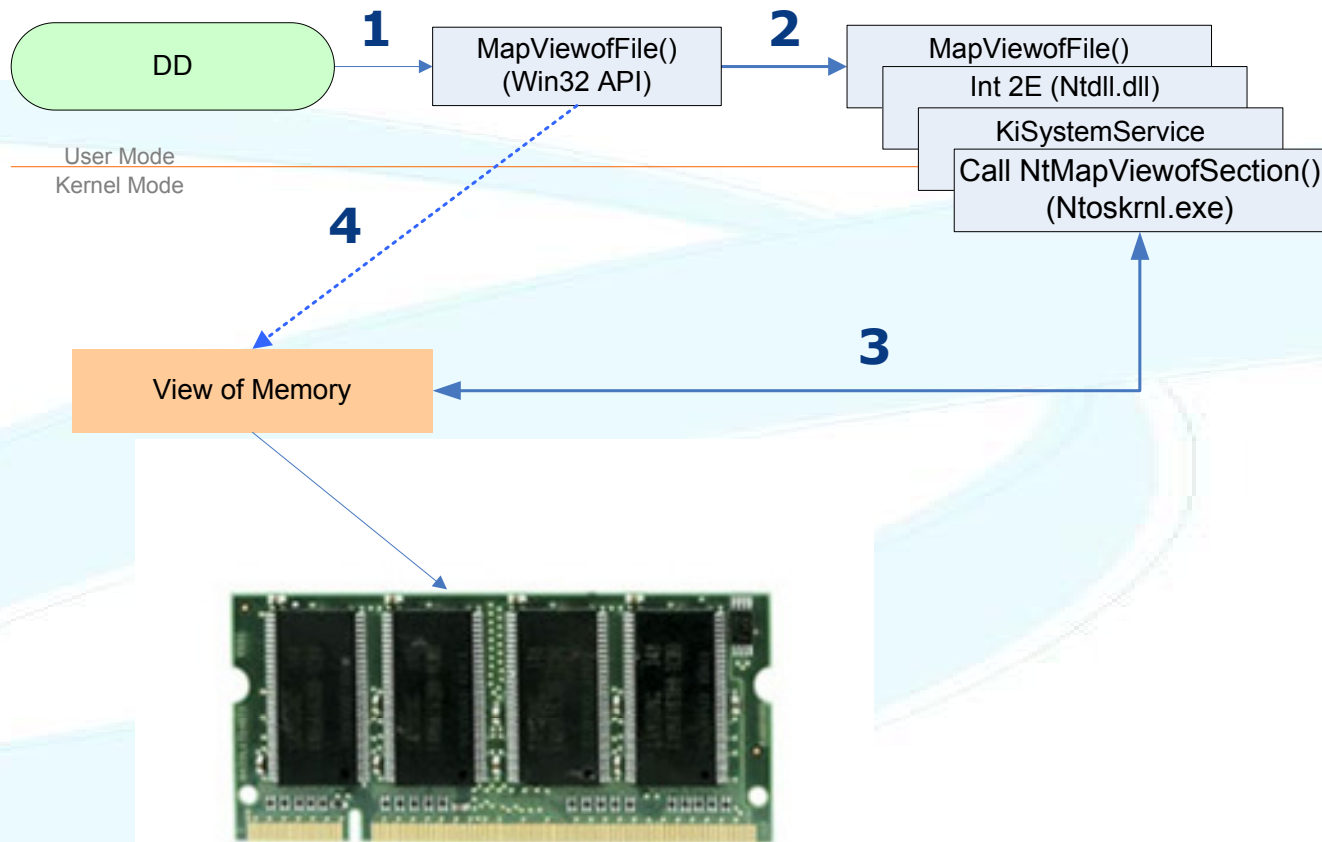 1
2
DD
MapViewofFile()
(Win32 API)
MapViewofFile()
Int 2E (Ntdll.dll)
KiSystemService
Call NtMapViewofSection()
(Ntoskrnl.exe)
User Mode
Kernel Mode
4
3
View of Memory